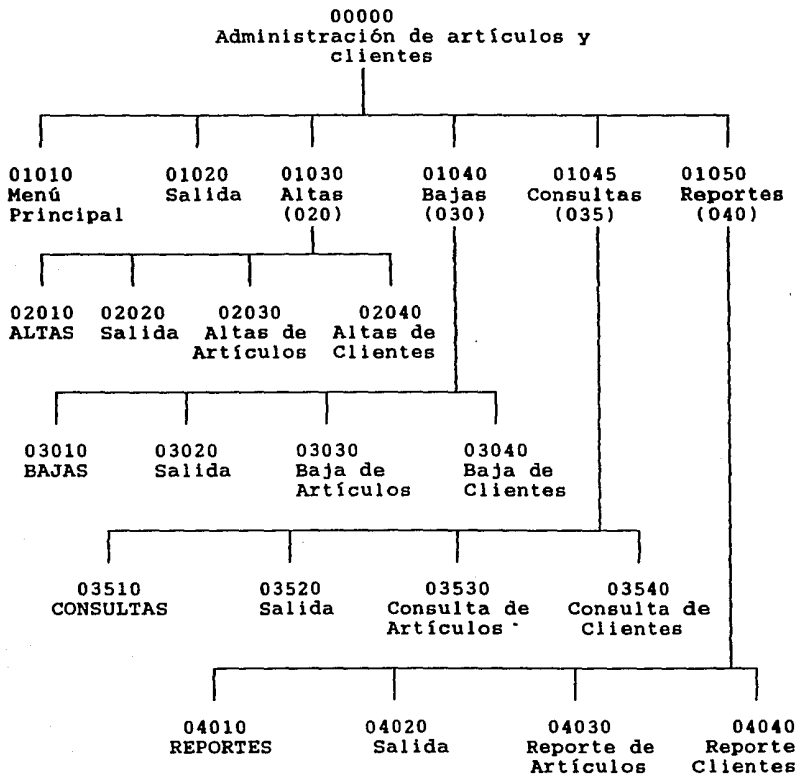 00000
Administración de artículos y
clientes
01010 01020 01030 01040 01045 01050
Menú Salida Altas Bajas Consultas Reportes
Principal (020) (030) (035) (040)
02010 02020 02030 02040
ALTAS Salida Altas de Altas de
Artículos Clientes
03010 03020 03030 03040
BAJAS Salida Baja de Baja de
Artículos Clientes
03510 03520 03530 03540
CONSULTAS Salida Consulta de Consulta de
Artículos Clientes
04010 04020 04030 04040
REPORTES Salida Reporte de Reporte
Artículos Clientes